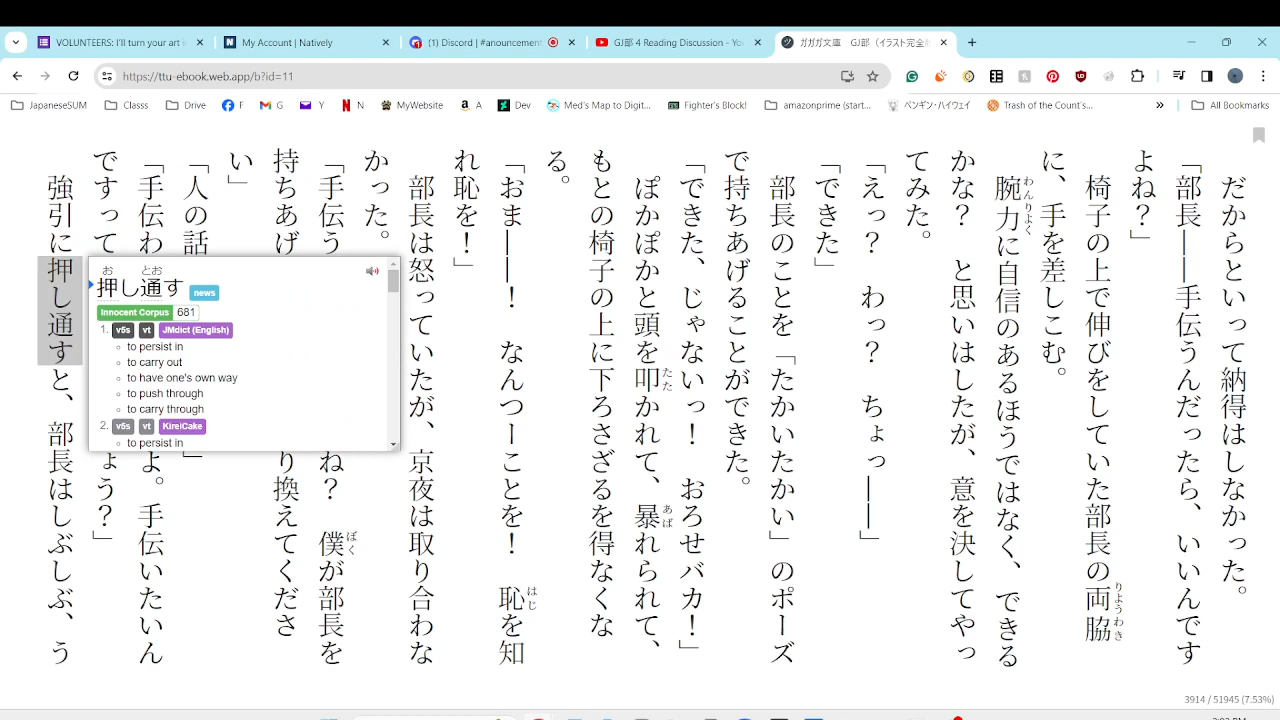 VOLUNTEERS: I'll turn your art i
My Account | Natively
(1) Discord | #anouncement
GJ部 4 Reading Discussion - Yo
ガガガ文庫 GJ部（イラスト完全
https://ttu-ebook.web.app/b?id=11
JapaneseSUM
Classs
Drive
F
G
Y
N
MyWebsite
A
Dev
Med's Map to Digit...
Fighter's Block!
amazonprime (start...
ペンギン・ハイウェイ
Trash of the Count's...
»
All Bookmarks
だからといって納得はしなかった。
「部長――手伝うんだったら、いいんです
よね？」
椅子の上で伸びをしていた部長の両脇
りようわき
に、手を差しこむ。
腕力に自信のあるほうではなく、できる
わんりよく
かな？　と思いはしたが、意を決してやっ
てみた。
「えっ？　わっ？　ちょっ――」
「できた」
部長のことを「たかいたかい」のポーズ
で持ちあげることができた。
「できた、じゃないっ！　おろせバカ！」
ぽかぽかと頭を叩かれて、暴れられて、
たた
あば
もとの椅子の上に下ろさざるを得なくな
る。
「おま――！　なんつーことを！　恥を知
はじ
れ恥を！」
部長は怒っていたが、京夜は取り合わな
かった。
「手伝う
ね？　僕が部長を
ぼく
持ちあげ
り換えてくださ
い」
「人の話
」
「手伝わ
よ。手伝いたいん
ですって
ょう？」
強引に押し通すと、部長はしぶしぶ、う
お
とお
押し通す
news
Innocent Corpus 681
1. v5s vt JMdict (English)
to persist in
to carry out
to have one's own way
to push through
to carry through
2. v5s vt KireiCake
to persist in
3914 / 51945 (7.53%)